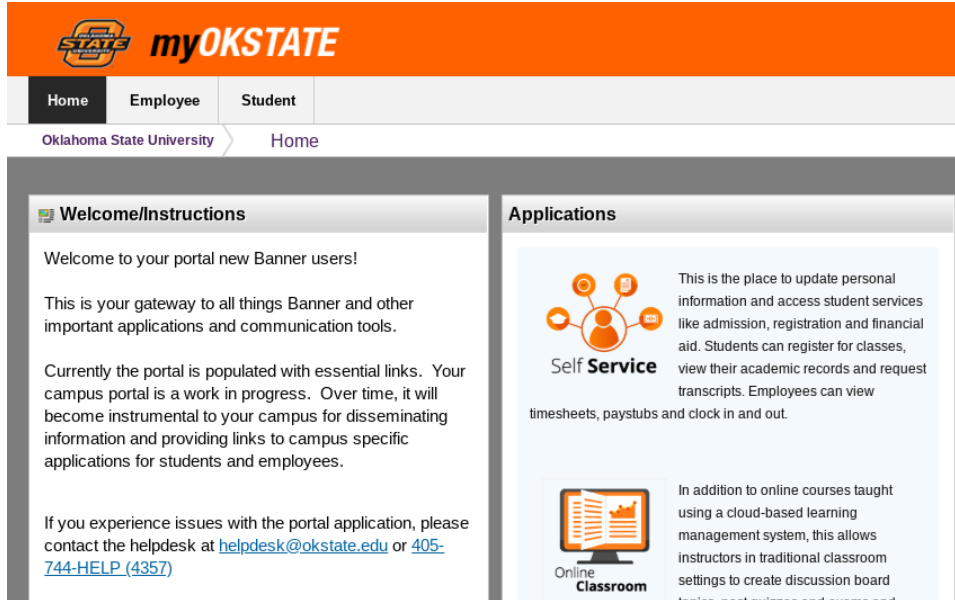 OKLAHOMA
STATE
UNIVERSITY
myOKSTATE
Home Employee Student
Oklahoma State University Home
Welcome/Instructions
Welcome to your portal new Banner users!
This is your gateway to all things Banner and other
important applications and communication tools.
Currently the portal is populated with essential links. Your
campus portal is a work in progress. Over time, it will
become instrumental to your campus for disseminating
information and providing links to campus specific
applications for students and employees.
If you experience issues with the portal application, please
contact the helpdesk at helpdesk@okstate.edu or 405-
744-HELP (4357)
Applications
Self Service
This is the place to update personal
information and access student services
like admission, registration and financial
aid. Students can register for classes,
view their academic records and request
transcripts. Employees can view
timesheets, paystubs and clock in and out.
Online
Classroom
In addition to online courses taught
using a cloud-based learning
management system, this allows
instructors in traditional classroom
settings to create discussion board
topics, post quizzes and exams and